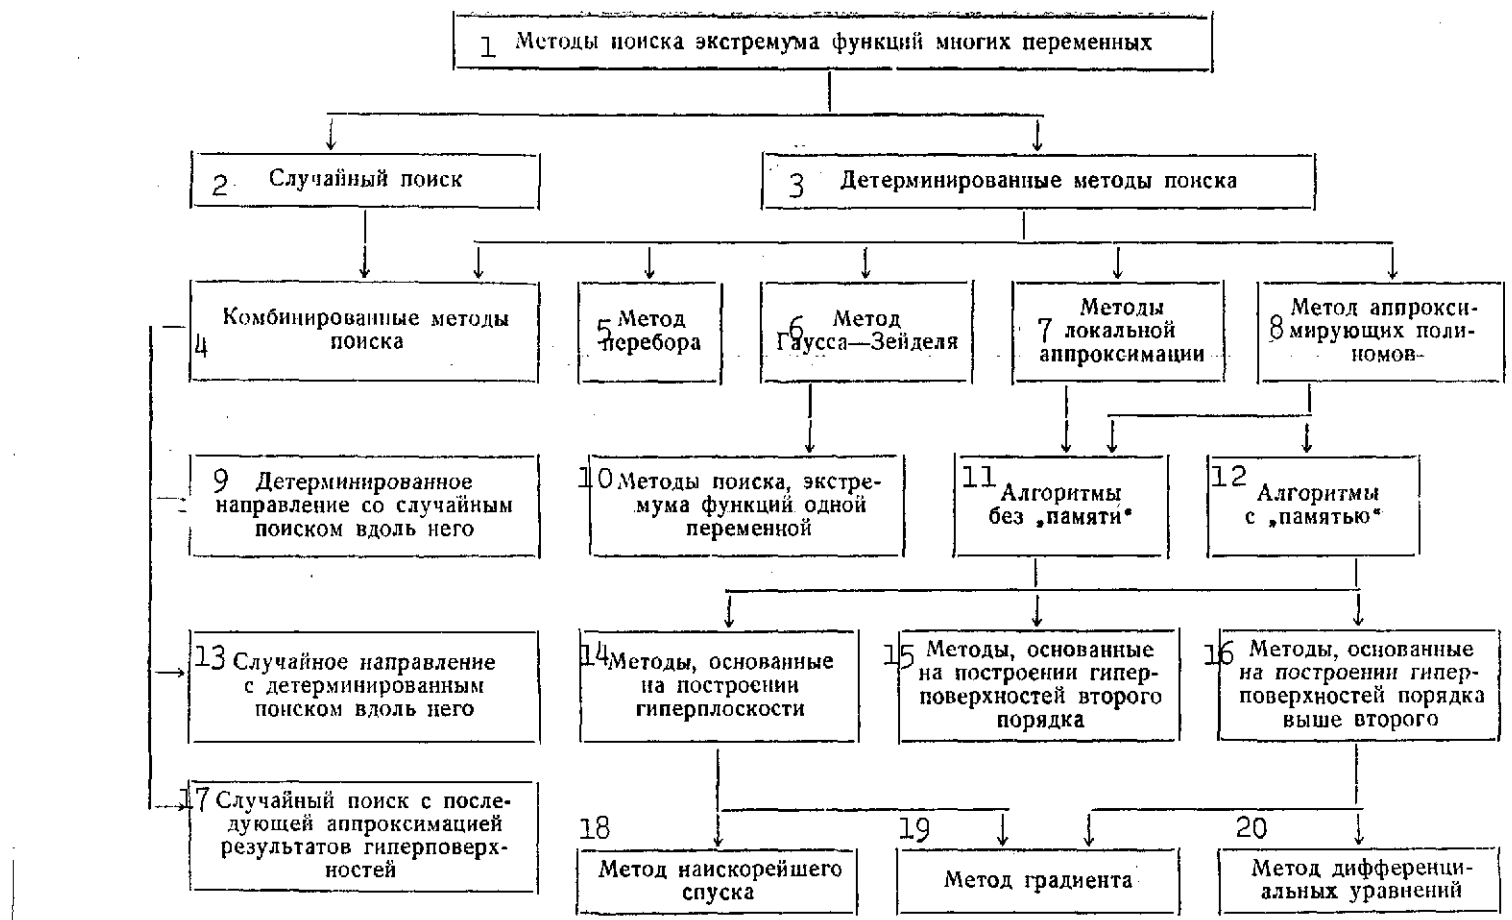 1 Методы поиска экстремума функций многих переменных
2 Случайный поиск
3 Детерминированные методы поиска
4 Комбинированные методы
поиска
5 Метод
перебора
6 Метод
Гаусса—Зейделя
7 Методы
локальной
аппроксимации
8 Метод аппрокси-
мирующих поли-
номов
9 Детерминированное
направление со случайным
поиском вдоль него
10 Методы поиска, экстре-
мума функций одной
переменной
11 Алгоритмы
без „памяти“
12 Алгоритмы
с „памятью“
13 Случайное направление
с детерминированным
поиском вдоль него
14 Методы, основанные
на построении
гиперплоскости
15 Методы, основанные
на построении гипер-
поверхностей второго
порядка
16 Методы, основанные
на построении гипер-
поверхностей порядка
выше второго
17 Случайный поиск с после-
дующей аппроксимацией
результатов гиперповерх-
ностей
18
Метод наискорейшего
спуска
19
Метод градиента
20
Метод дифференци-
альных уравнений